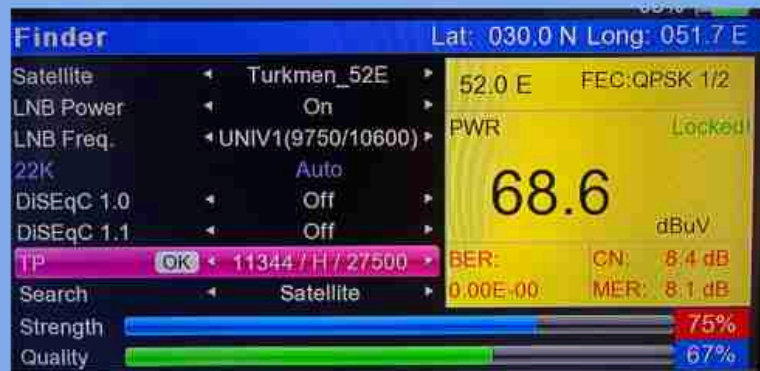 Finder
Lat: 030.0 N Long: 051.7 E
Satellite Turkmen_52E
LNB Power On
LNB Freq. UNIV1(9750/10600)
22K Auto
DiSEqC 1.0 Off
DiSEqC 1.1 Off
TP OK 11344 / H / 27500
Search Satellite
52.0 E FEC:QPSK 1/2
PWR Locked!
68.6
dBuV
BER: CN: 8.4 dB
0.00E-00 MER: 8.1 dB
Strength 75%
Quality 67%